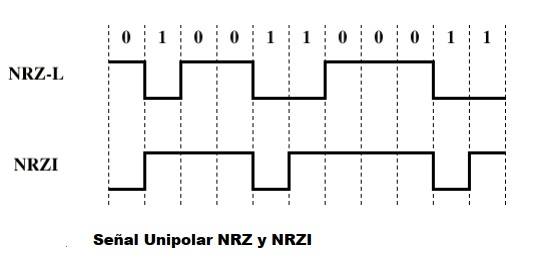 0 1 0 0 1 1 0 0 0 1 1
NRZ-L
NRZI
Señal Unipolar NRZ y NRZI